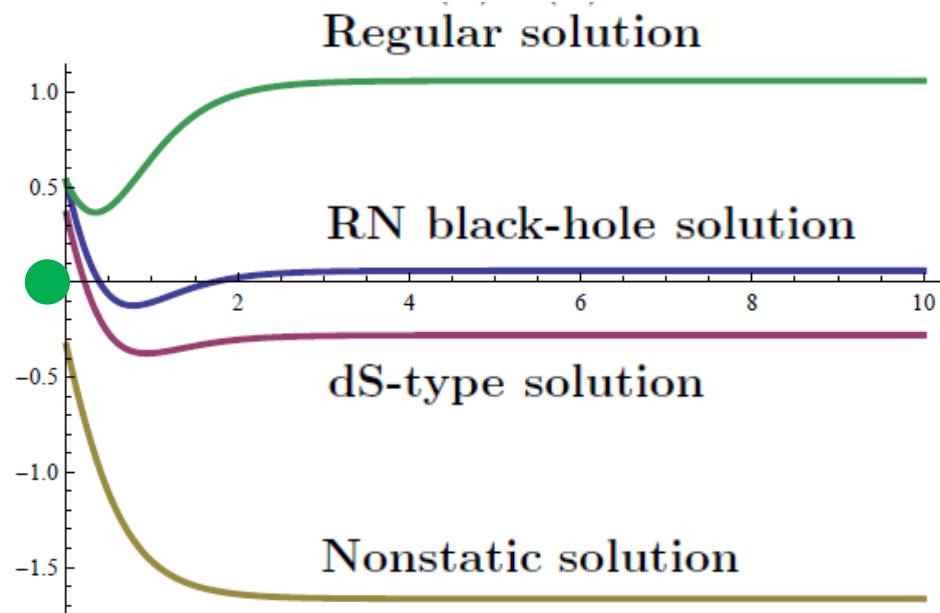 Regular solution
1.0
0.5
RN black-hole solution
2 4 6 8 10
−0.5
dS-type solution
−1.0
Nonstatic solution
−1.5